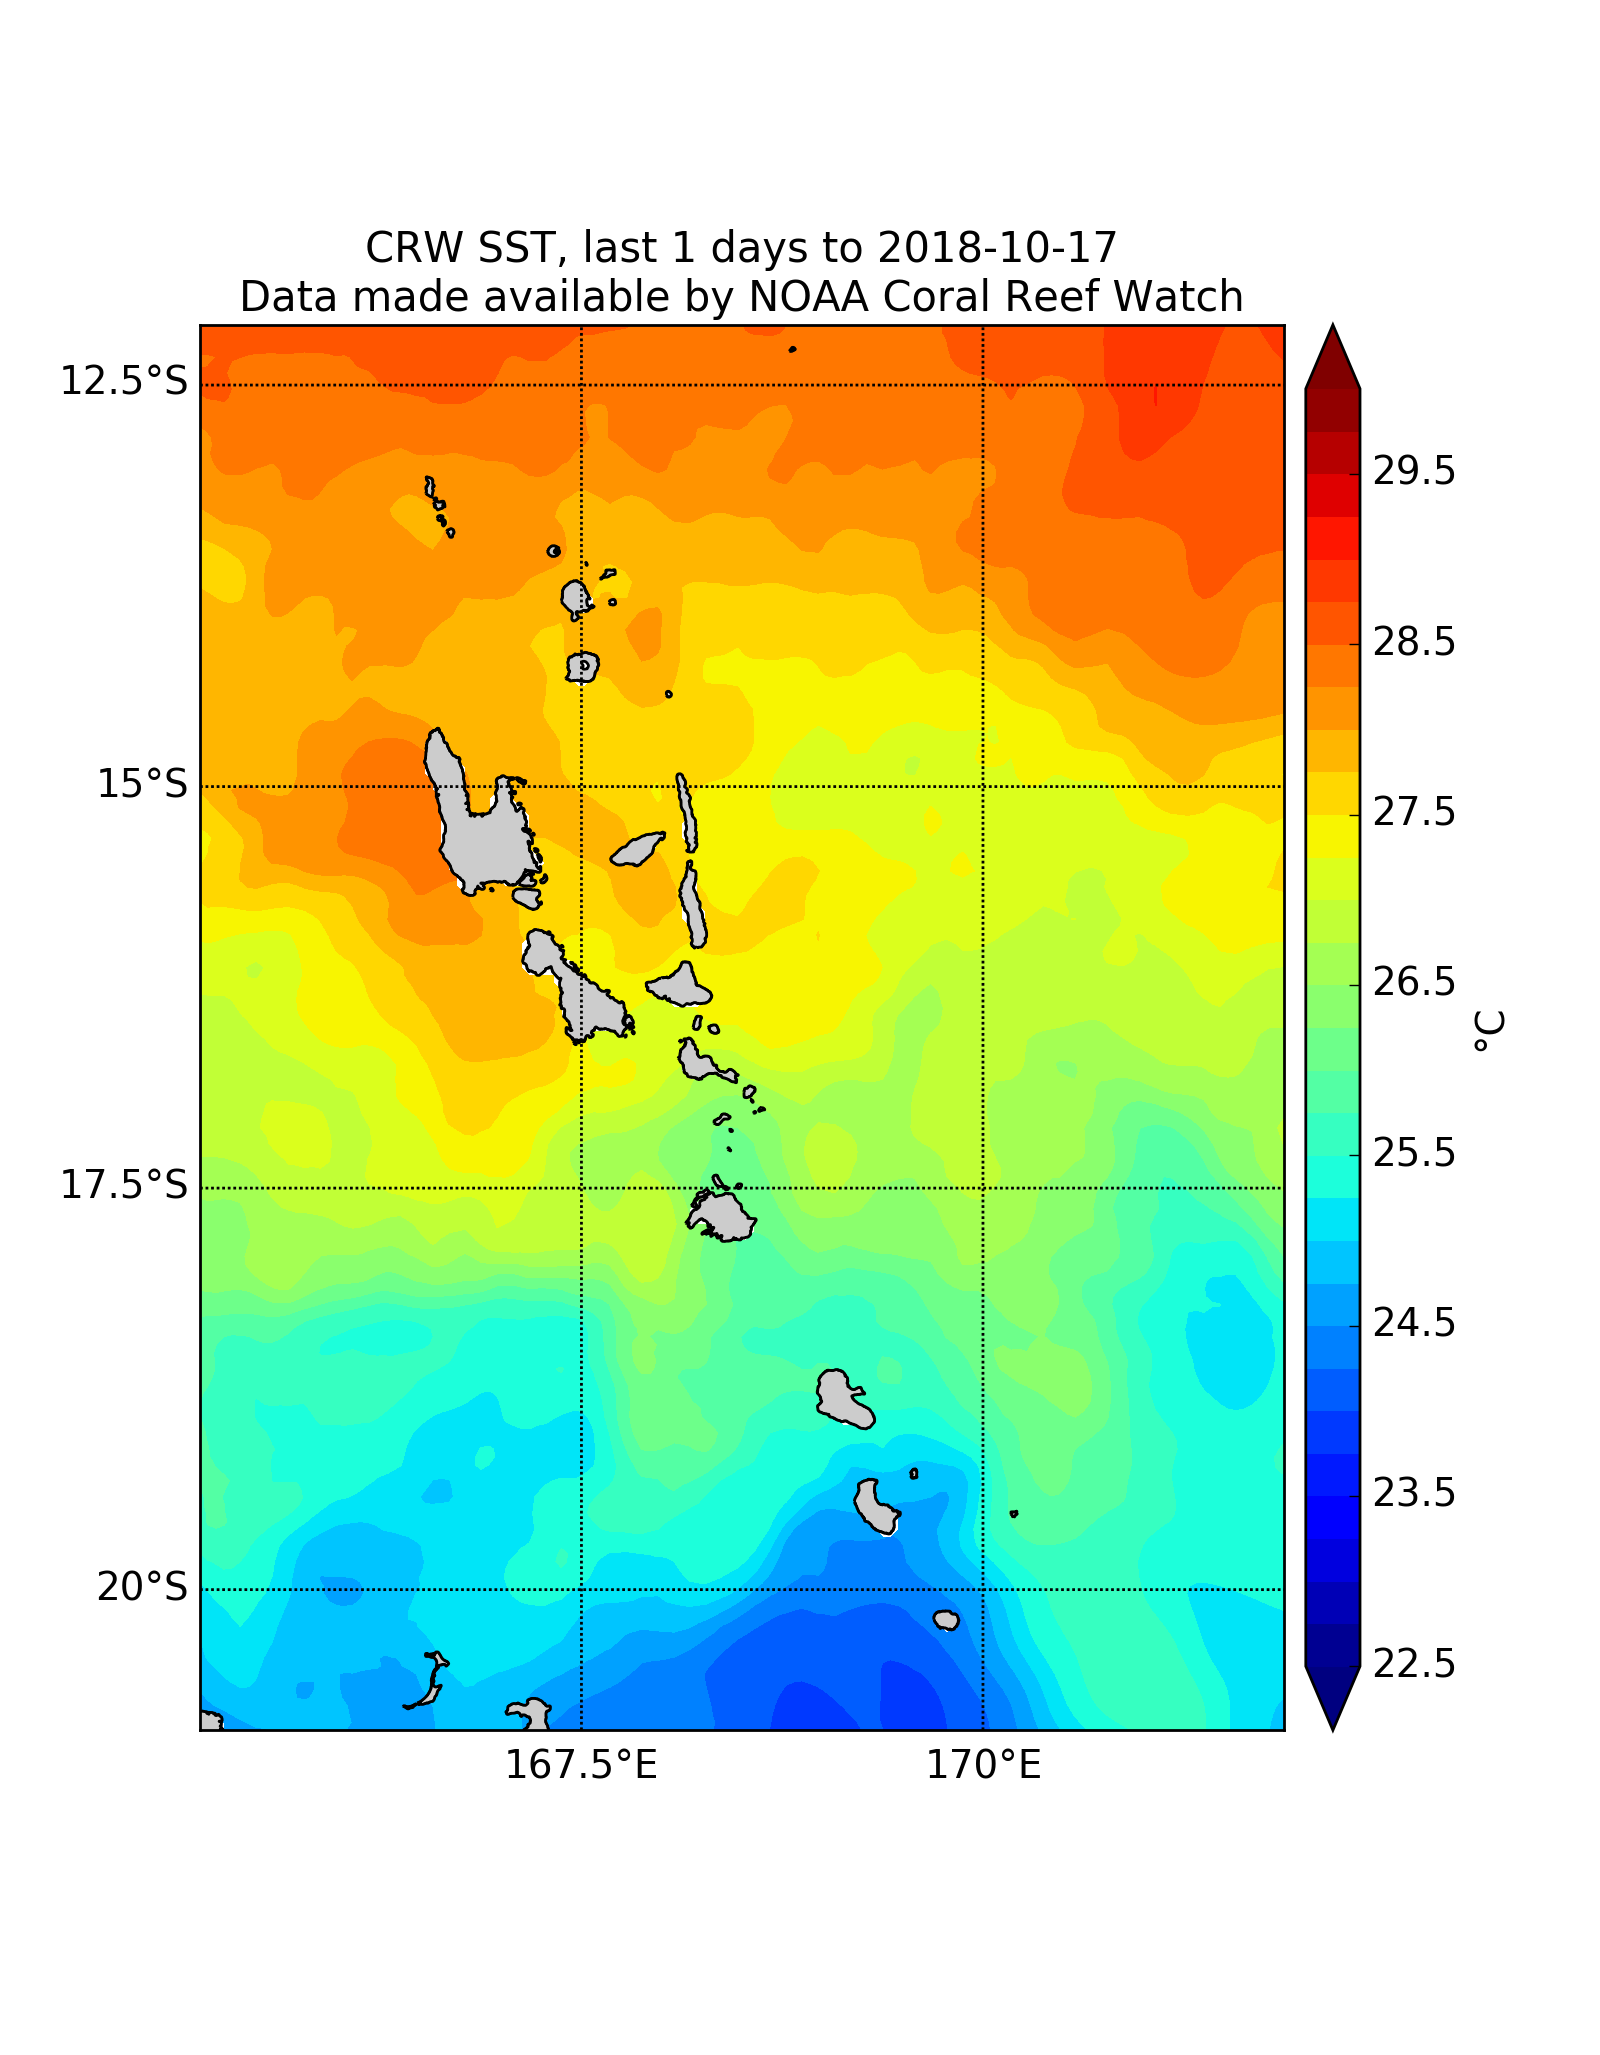 CRW SST, last 1 days to 2018-10-17
Data made available by NOAA Coral Reef Watch
12.5°S
15°S
17.5°S
20°S
167.5°E
170°E
29.5
28.5
27.5
26.5
25.5
24.5
23.5
22.5
°C